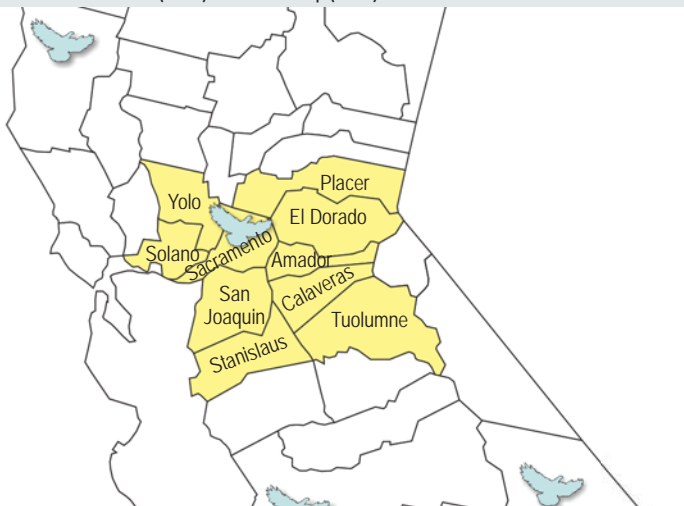 Placer
Yolo
El Dorado
Solano
Sacramento
Amador
San
Joaquin
Calaveras
Tuolumne
Stanislaus